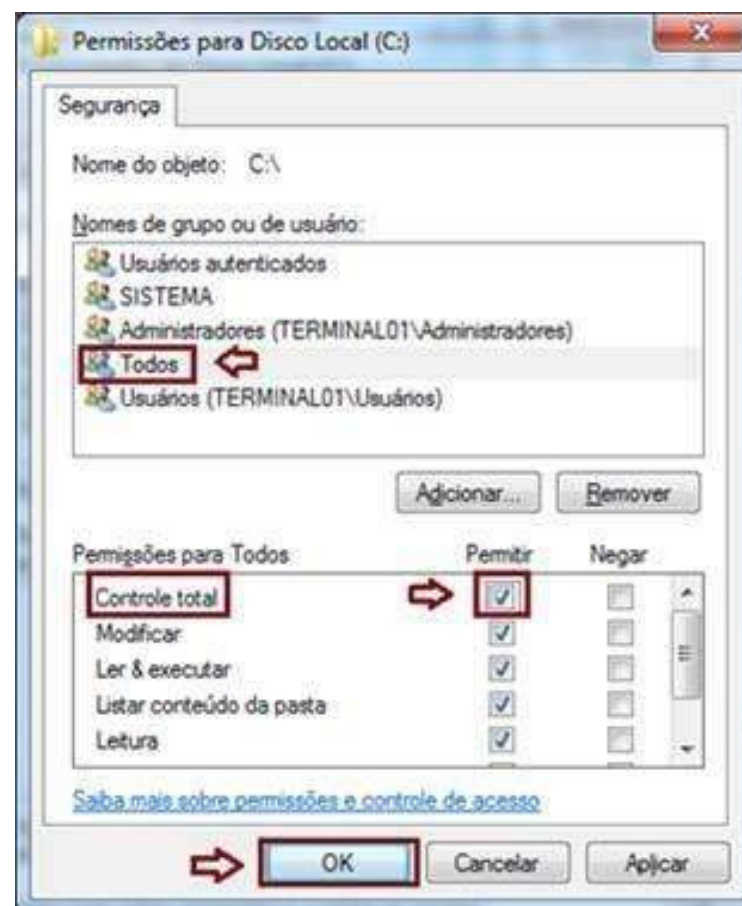 Permissões para Disco Local (C:)
Segurança
Nome do objeto: C:\
Nomes de grupo ou de usuário:
Usuários autenticados
SISTEMA
Administradores (TERMINAL01\Administradores)
Todos
Usuários (TERMINAL01\Usuários)
Adicionar... Remover
Permissões para Todos Permitir Negar
Controle total
Modificar
Ler & executar
Listar conteúdo da pasta
Leitura
Saiba mais sobre permissões e controle de acesso
OK Cancelar Aplicar